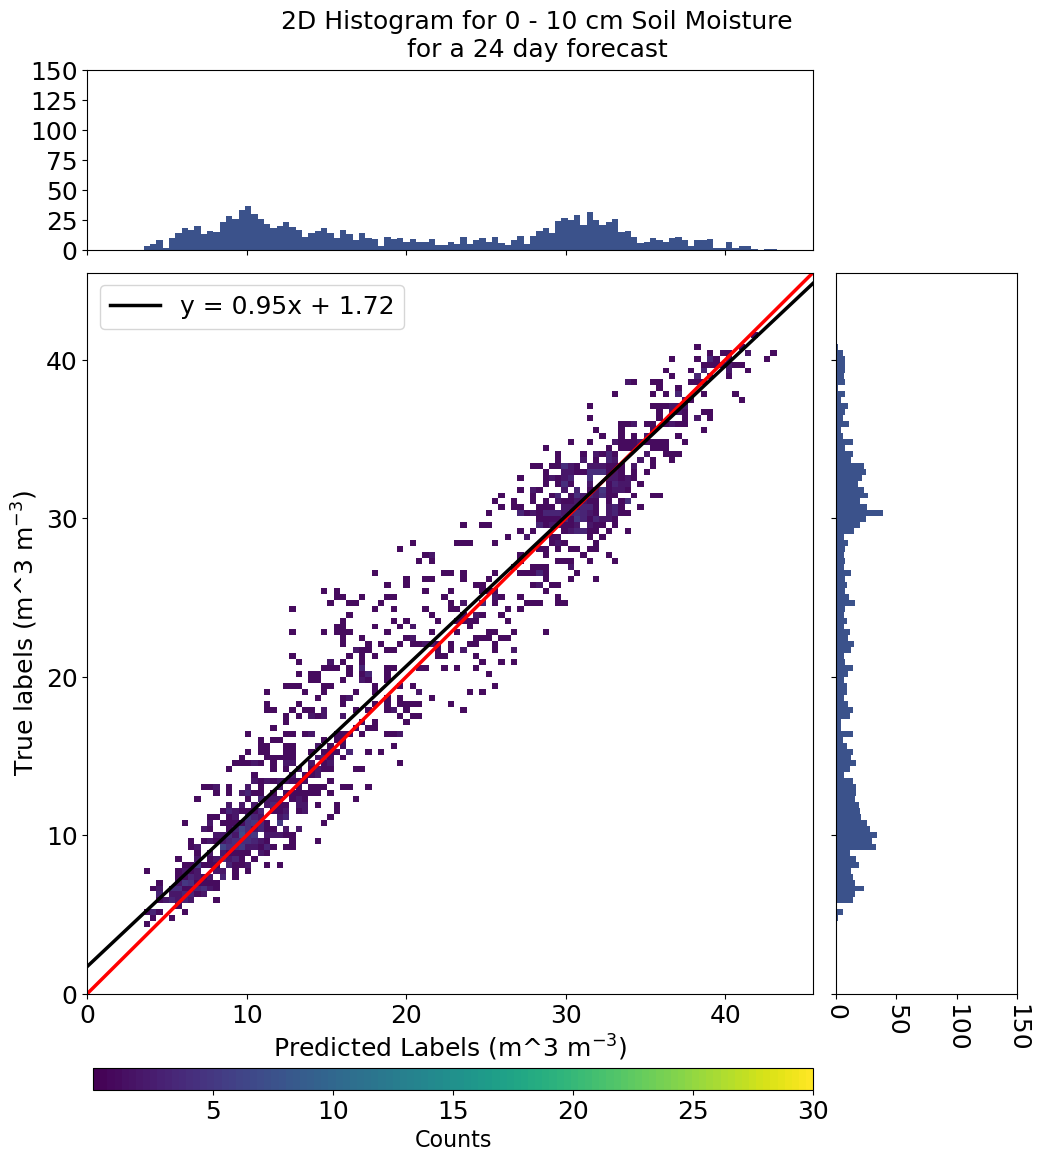 2D Histogram for 0 - 10 cm Soil Moisture
for a 24 day forecast
150
125
100
75
50
25
0
y = 0.95x + 1.72
True labels (m^3 m⁻³)
40
30
20
10
0
0 10 20 30 40
Predicted Labels (m^3 m⁻³)
0 50 100 150
5 10 15 20 25 30
Counts